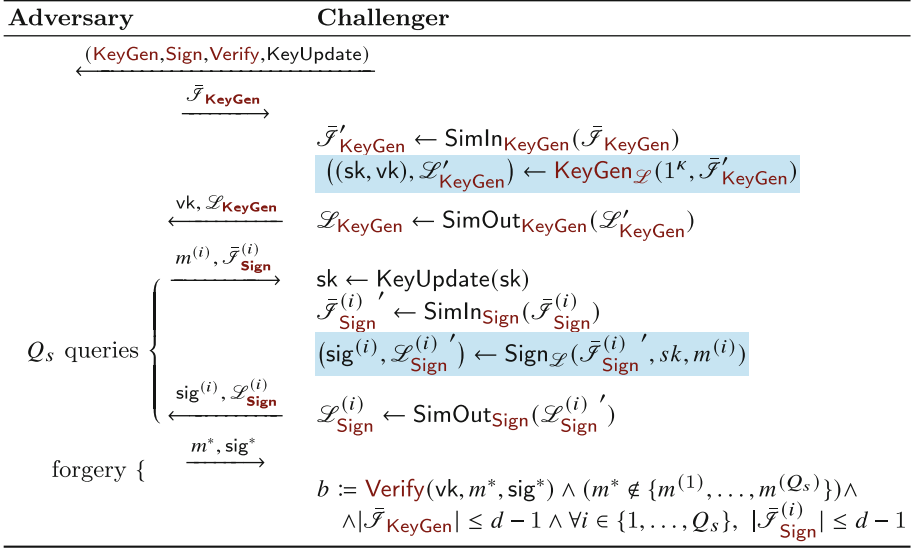 Adversary Challenger
(KeyGen,Sign,Verify,KeyUpdate)
ℐ̄_KeyGen
ℐ̄′_KeyGen ← SimIn_KeyGen(ℐ̄_KeyGen)
((sk, vk), ℒ′_KeyGen) ← KeyGen_ℒ(1^κ, ℐ̄′_KeyGen)
vk, ℒ_KeyGen ℒ_KeyGen ← SimOut_KeyGen(ℒ′_KeyGen)
m^(i), ℐ̄^(i)_Sign
sk ← KeyUpdate(sk)
ℐ̄^(i)_Sign ′ ← SimIn_Sign(ℐ̄^(i)_Sign)
Q_s queries { (sig^(i), ℒ^(i)_Sign ′) ← Sign_ℒ(ℐ̄^(i)_Sign ′, sk, m^(i))
sig^(i), ℒ^(i)_Sign ℒ^(i)_Sign ← SimOut_Sign(ℒ^(i)_Sign ′)
forgery { m*, sig*
b := Verify(vk, m*, sig*) ∧ (m* ∉ {m^(1), . . . , m^(Q_s)})∧
∧|ℐ̄_KeyGen| ≤ d − 1 ∧ ∀i ∈ {1, . . . , Q_s}, |ℐ̄^(i)_Sign| ≤ d − 1